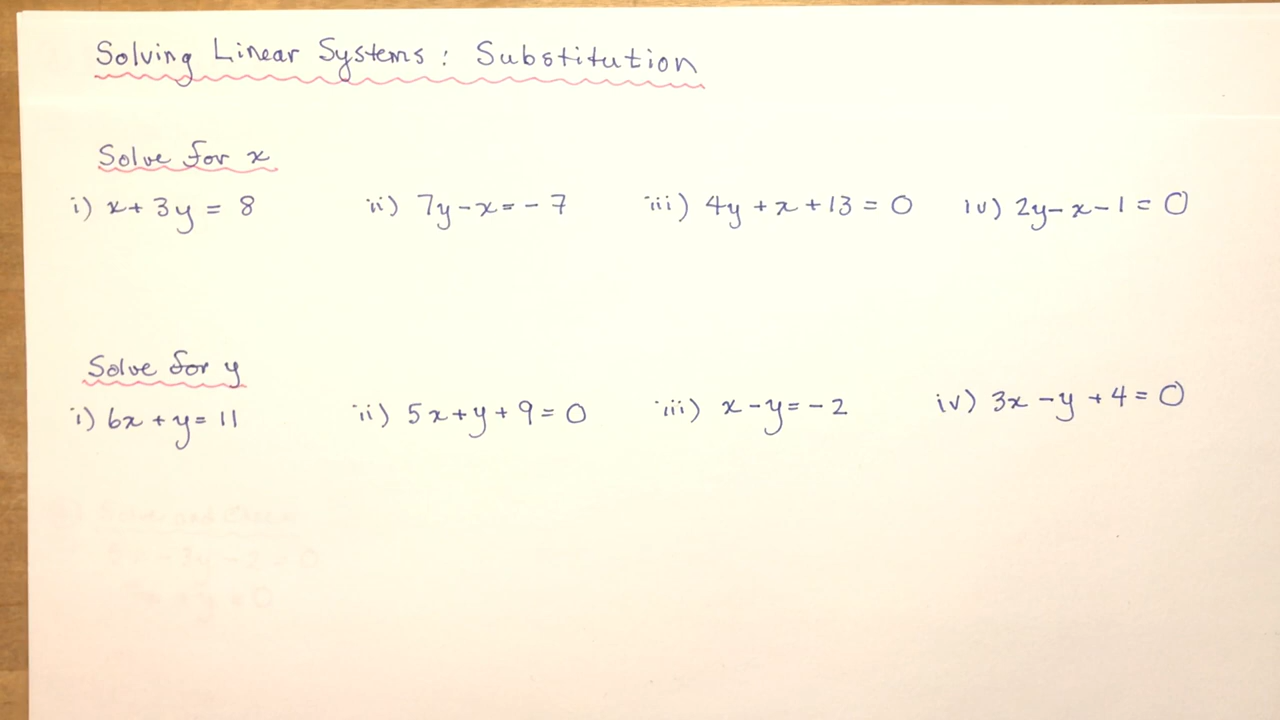 Solving Linear Systems: Substitution
Solve for x
i) x + 3y = 8 ii) 7y - x = - 7 iii) 4y + x + 13 = 0 iv) 2y - x - 1 = 0
Solve for y
i) 6x + y = 11 ii) 5x + y + 9 = 0 iii) x - y = - 2 iv) 3x - y + 4 = 0